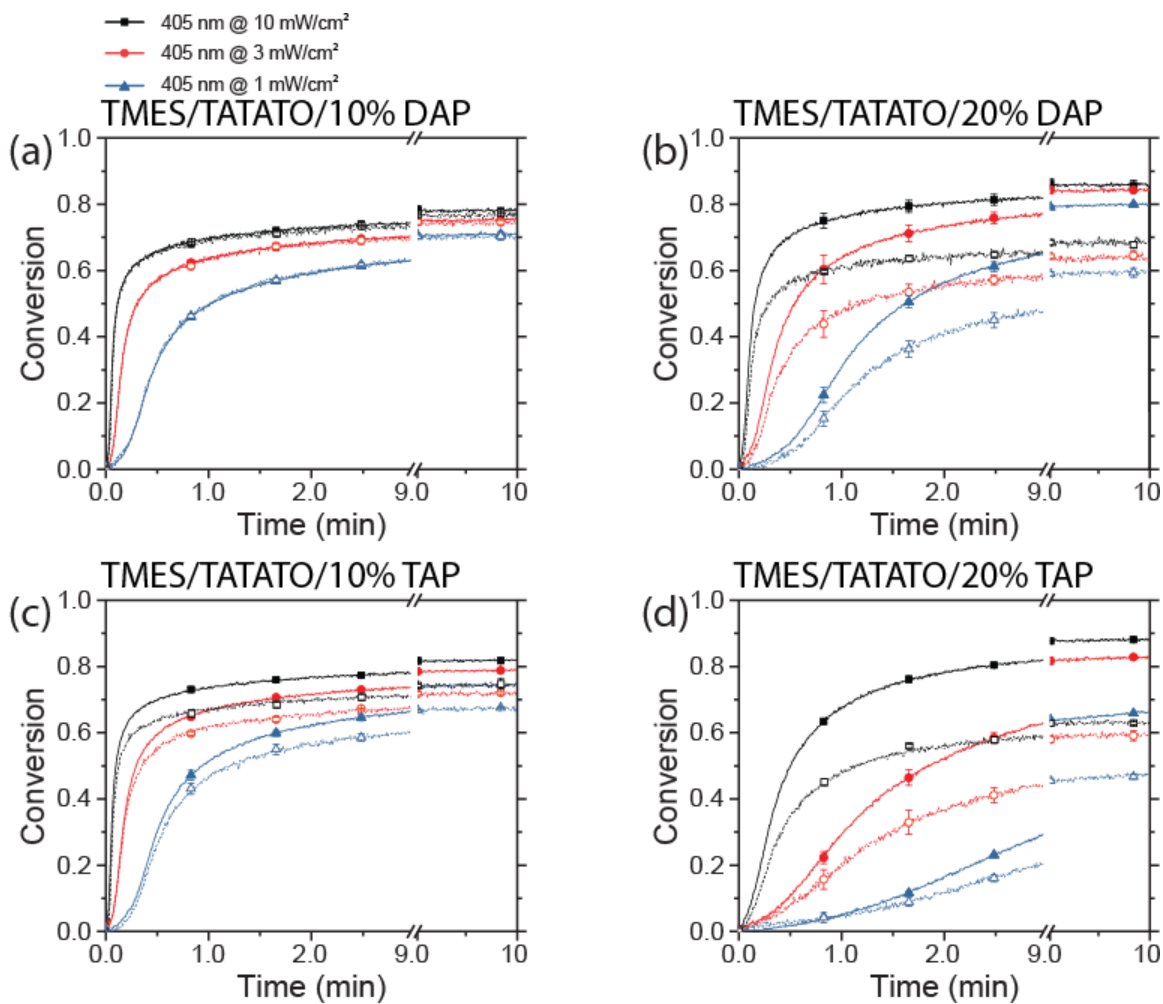 405 nm @ 10 mW/cm²
405 nm @ 3 mW/cm²
405 nm @ 1 mW/cm²
TMES/TATATO/10% DAP
(a)
1.0
0.8
0.6
0.4
0.2
0.0
Conversion
0.0 1.0 2.0 9.0 10
Time (min)
TMES/TATATO/20% DAP
(b)
1.0
0.8
0.6
0.4
0.2
0.0
Conversion
0.0 1.0 2.0 9.0 10
Time (min)
TMES/TATATO/10% TAP
(c)
1.0
0.8
0.6
0.4
0.2
0.0
Conversion
0.0 1.0 2.0 9.0 10
Time (min)
TMES/TATATO/20% TAP
(d)
1.0
0.8
0.6
0.4
0.2
0.0
Conversion
0.0 1.0 2.0 9.0 10
Time (min)